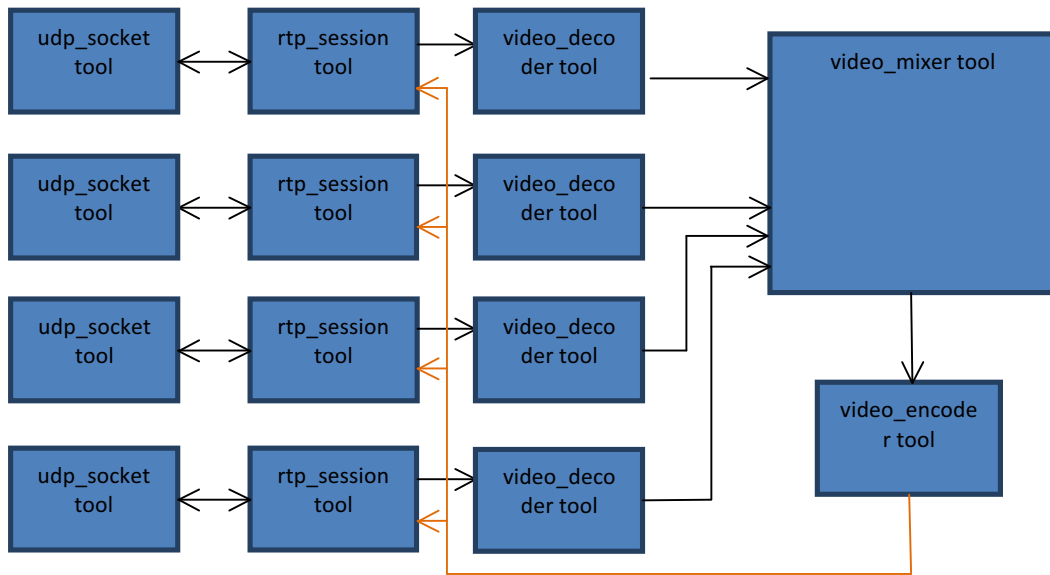 udp_socket
tool
rtp_session
tool
video_deco
der tool
video_mixer tool
udp_socket
tool
rtp_session
tool
video_deco
der tool
udp_socket
tool
rtp_session
tool
video_deco
der tool
video_encode
r tool
udp_socket
tool
rtp_session
tool
video_deco
der tool